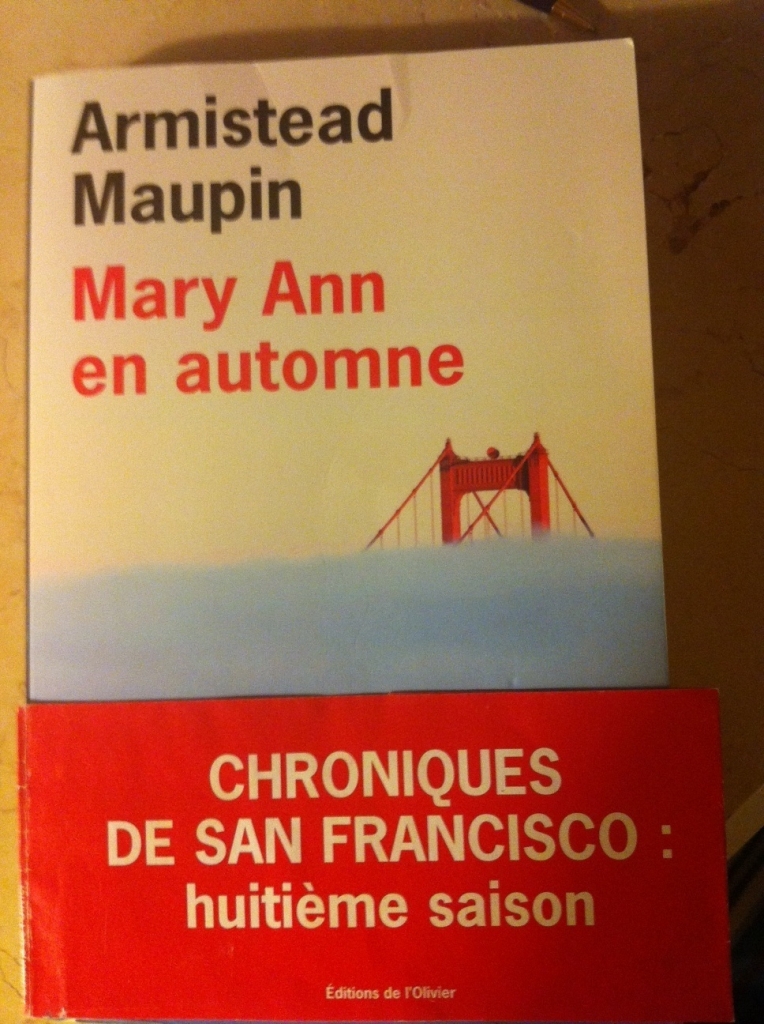 Armistead
Maupin
Mary Ann
en automne
CHRONIQUES
DE SAN FRANCISCO :
huitième saison
Éditions de l'Olivier